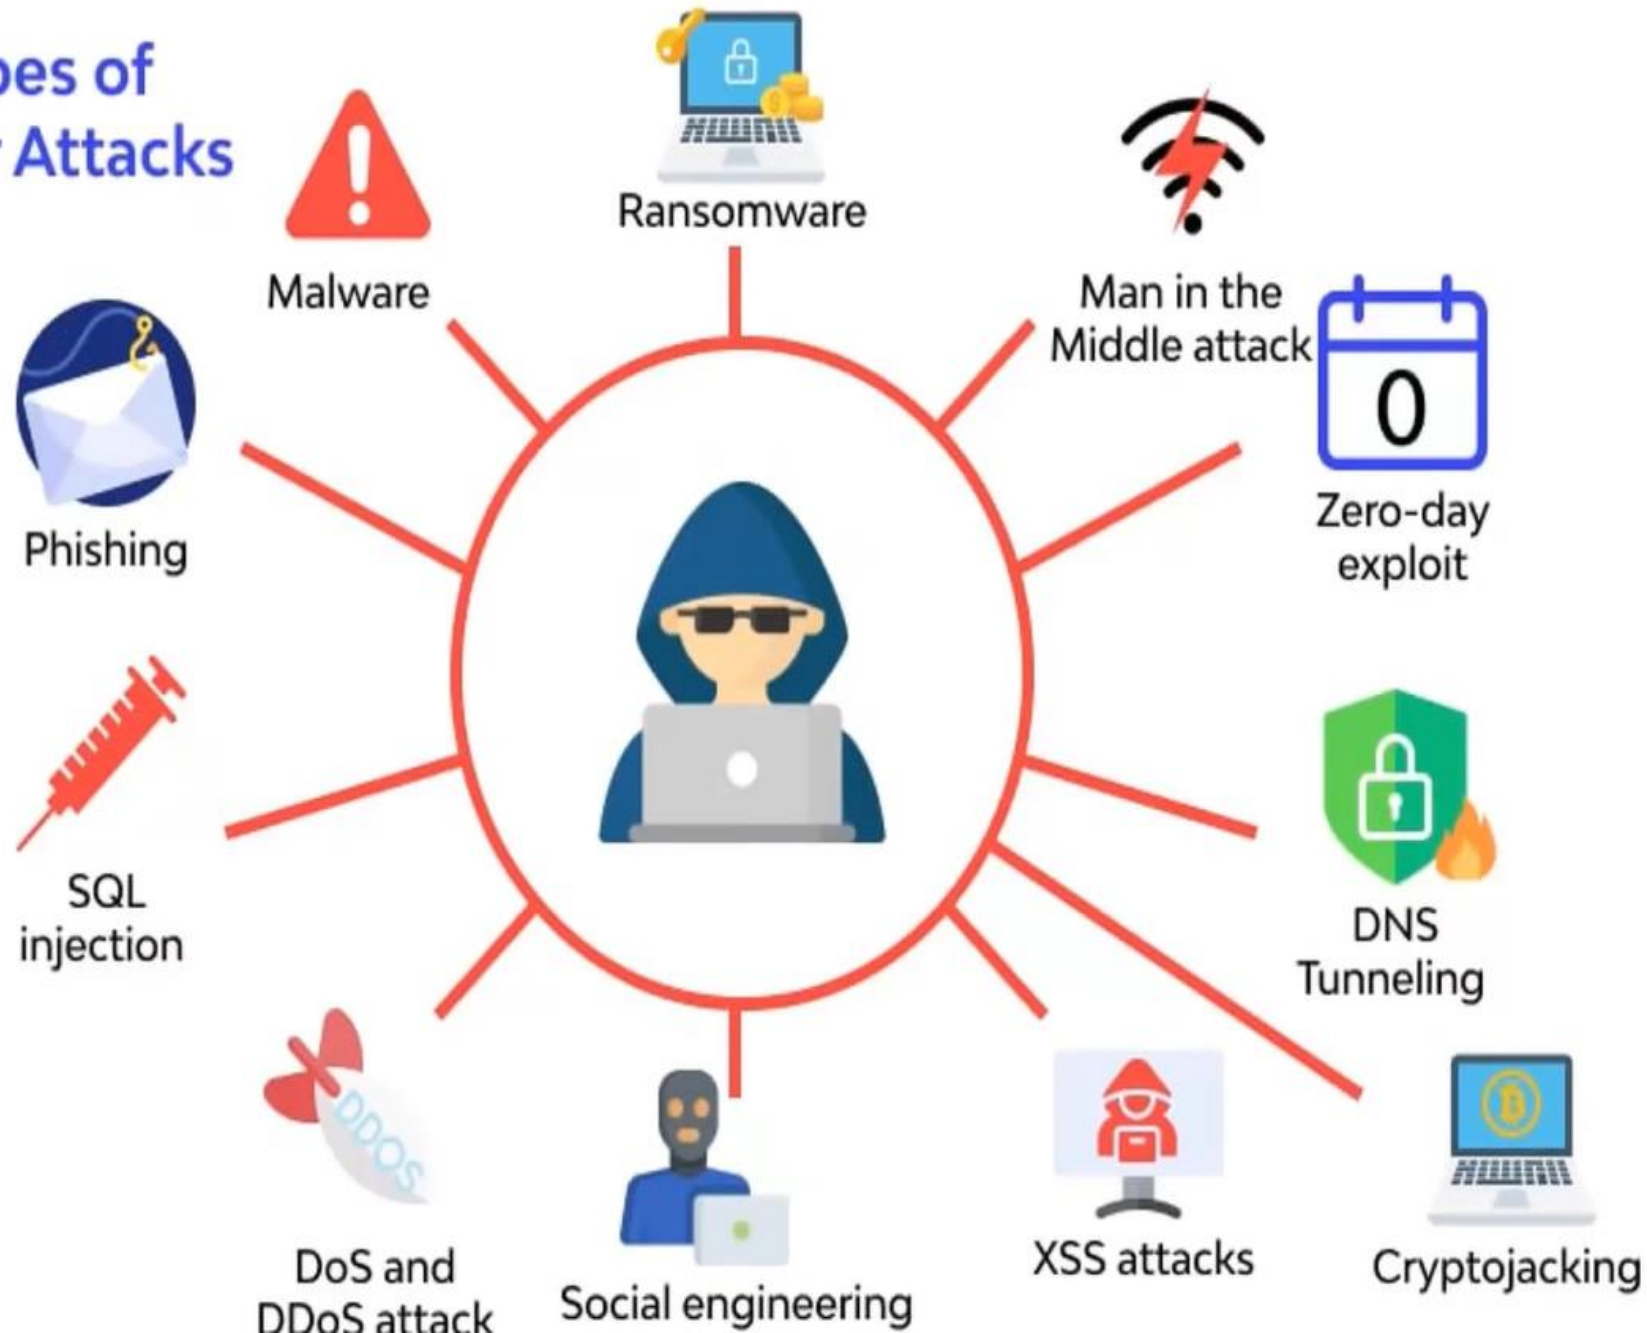 pes of
Attacks
Ransomware
Malware
Man in the
Middle attack
0
Phishing
Zero-day
exploit
SQL
injection
DNS
Tunneling
DDOS
DoS and
DDoS attack
Social engineering
XSS attacks
Cryptojacking